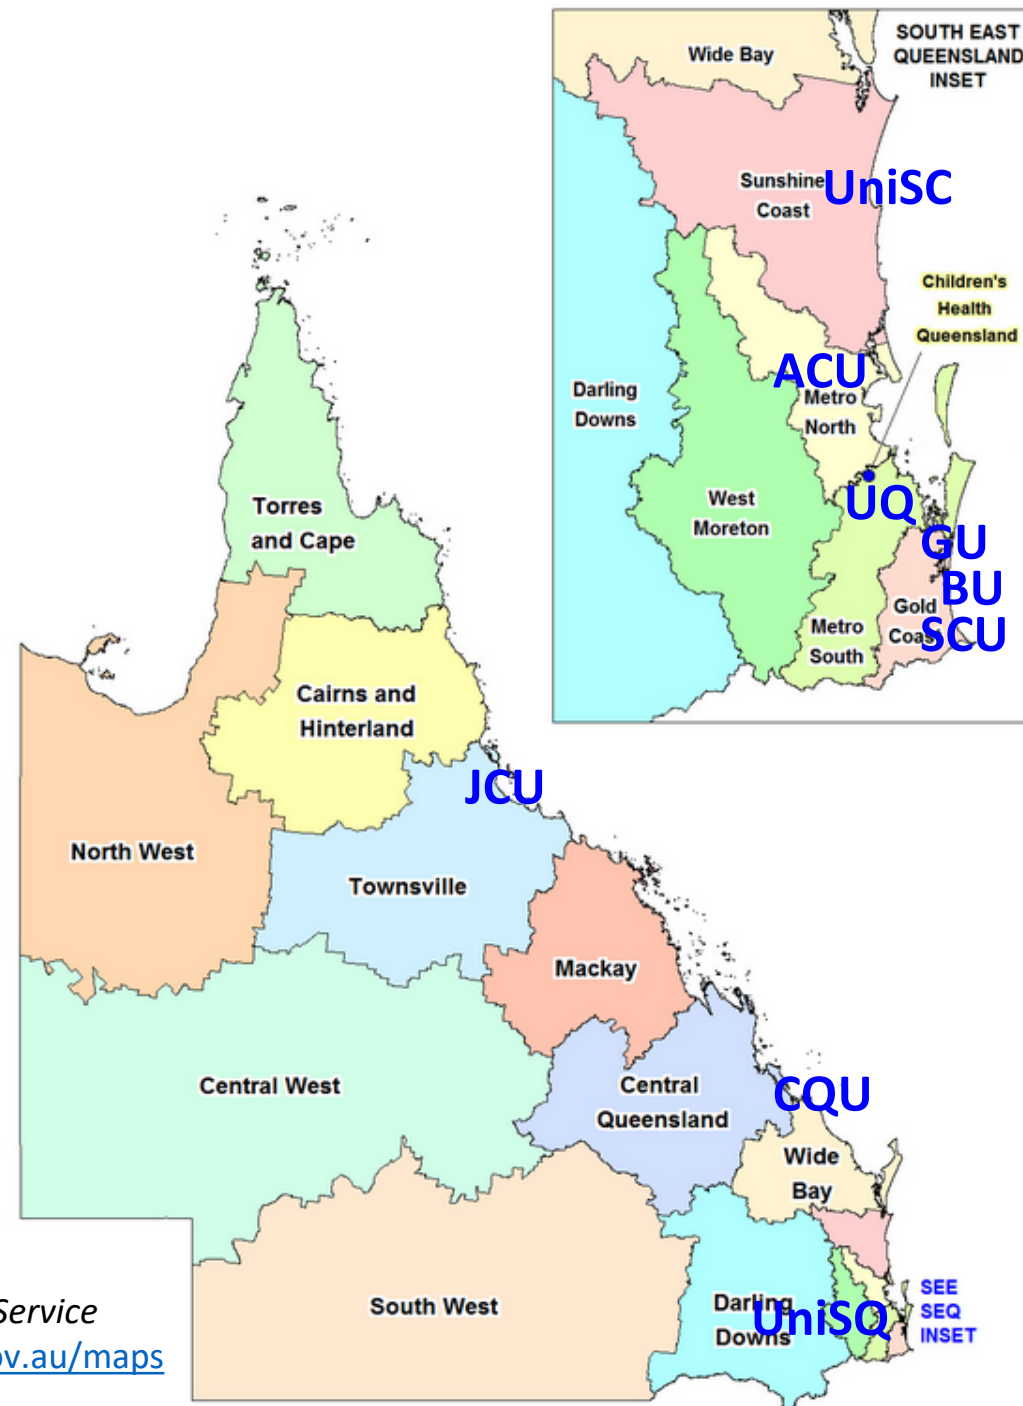 SOUTH EAST
QUEENSLAND
INSET
Wide Bay
Sunshine
Coast
UniSC
Children's
Health
Queensland
ACU
Metro
North
Darling
Downs
West
Moreton
UQ
GU
BU
Gold
Coast
SCU
Metro
South
Torres
and Cape
Cairns and
Hinterland
JCU
North West
Townsville
Mackay
Central West
Central
Queensland
CQU
Wide
Bay
South West
Darling
Downs
UniSQ
SEE
SEQ
INSET
Service
ov.au/maps